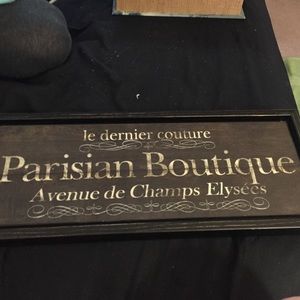 le dernier couture
Parisian Boutique
Avenue de Champs Elysées